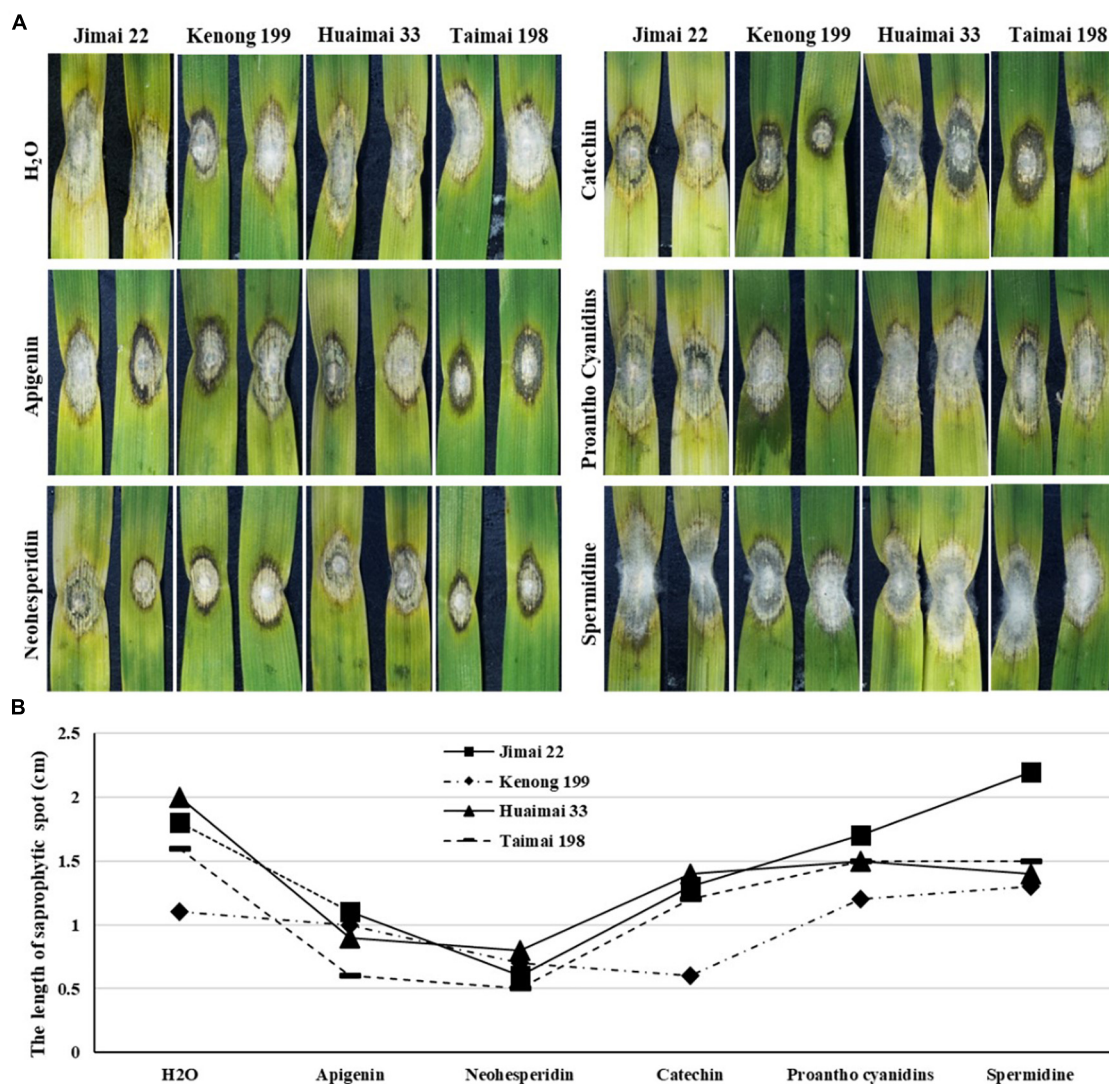 A
Jimai 22 Kenong 199 Huaimai 33 Taimai 198
Jimai 22 Kenong 199 Huaimai 33 Taimai 198
H₂O
Apigenin
Neohesperidin
Catechin
Proantho Cyanidins
Spermidine
B
The length of saprophytic spot (cm)
2.5
2
1.5
1
0.5
0
Jimai 22
Kenong 199
Huaimai 33
Taimai 198
H2O Apigenin Neohesperidin Catechin Proantho cyanidins Spermidine